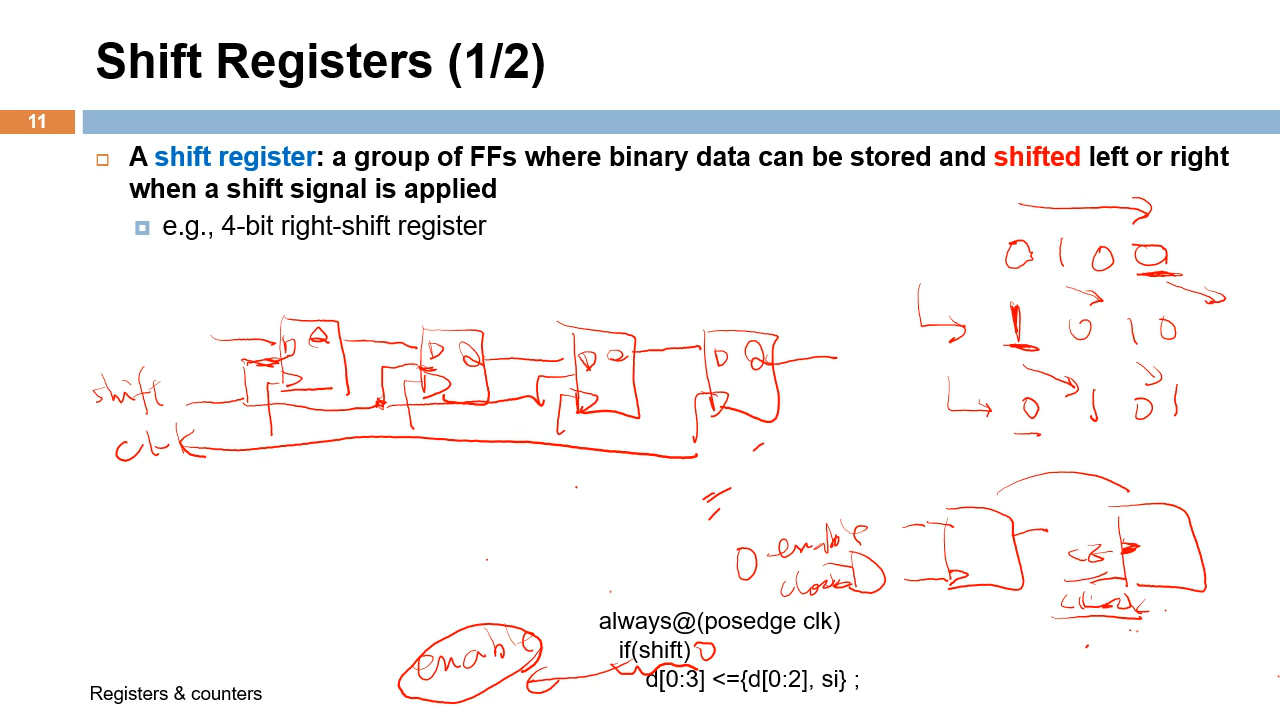 Shift Registers (1/2)
11
A shift register: a group of FFs where binary data can be stored and shifted left or right
when a shift signal is applied
e.g., 4-bit right-shift register
0 1 0 0
1 0 1 0
0 1 0 1
D Q D Q D Q D Q
shift
CLK
0 enable
CE
clock
always@(posedge clk)
if(shift) 0
enable
d[0:3] <={d[0:2], si} ;
Registers & counters